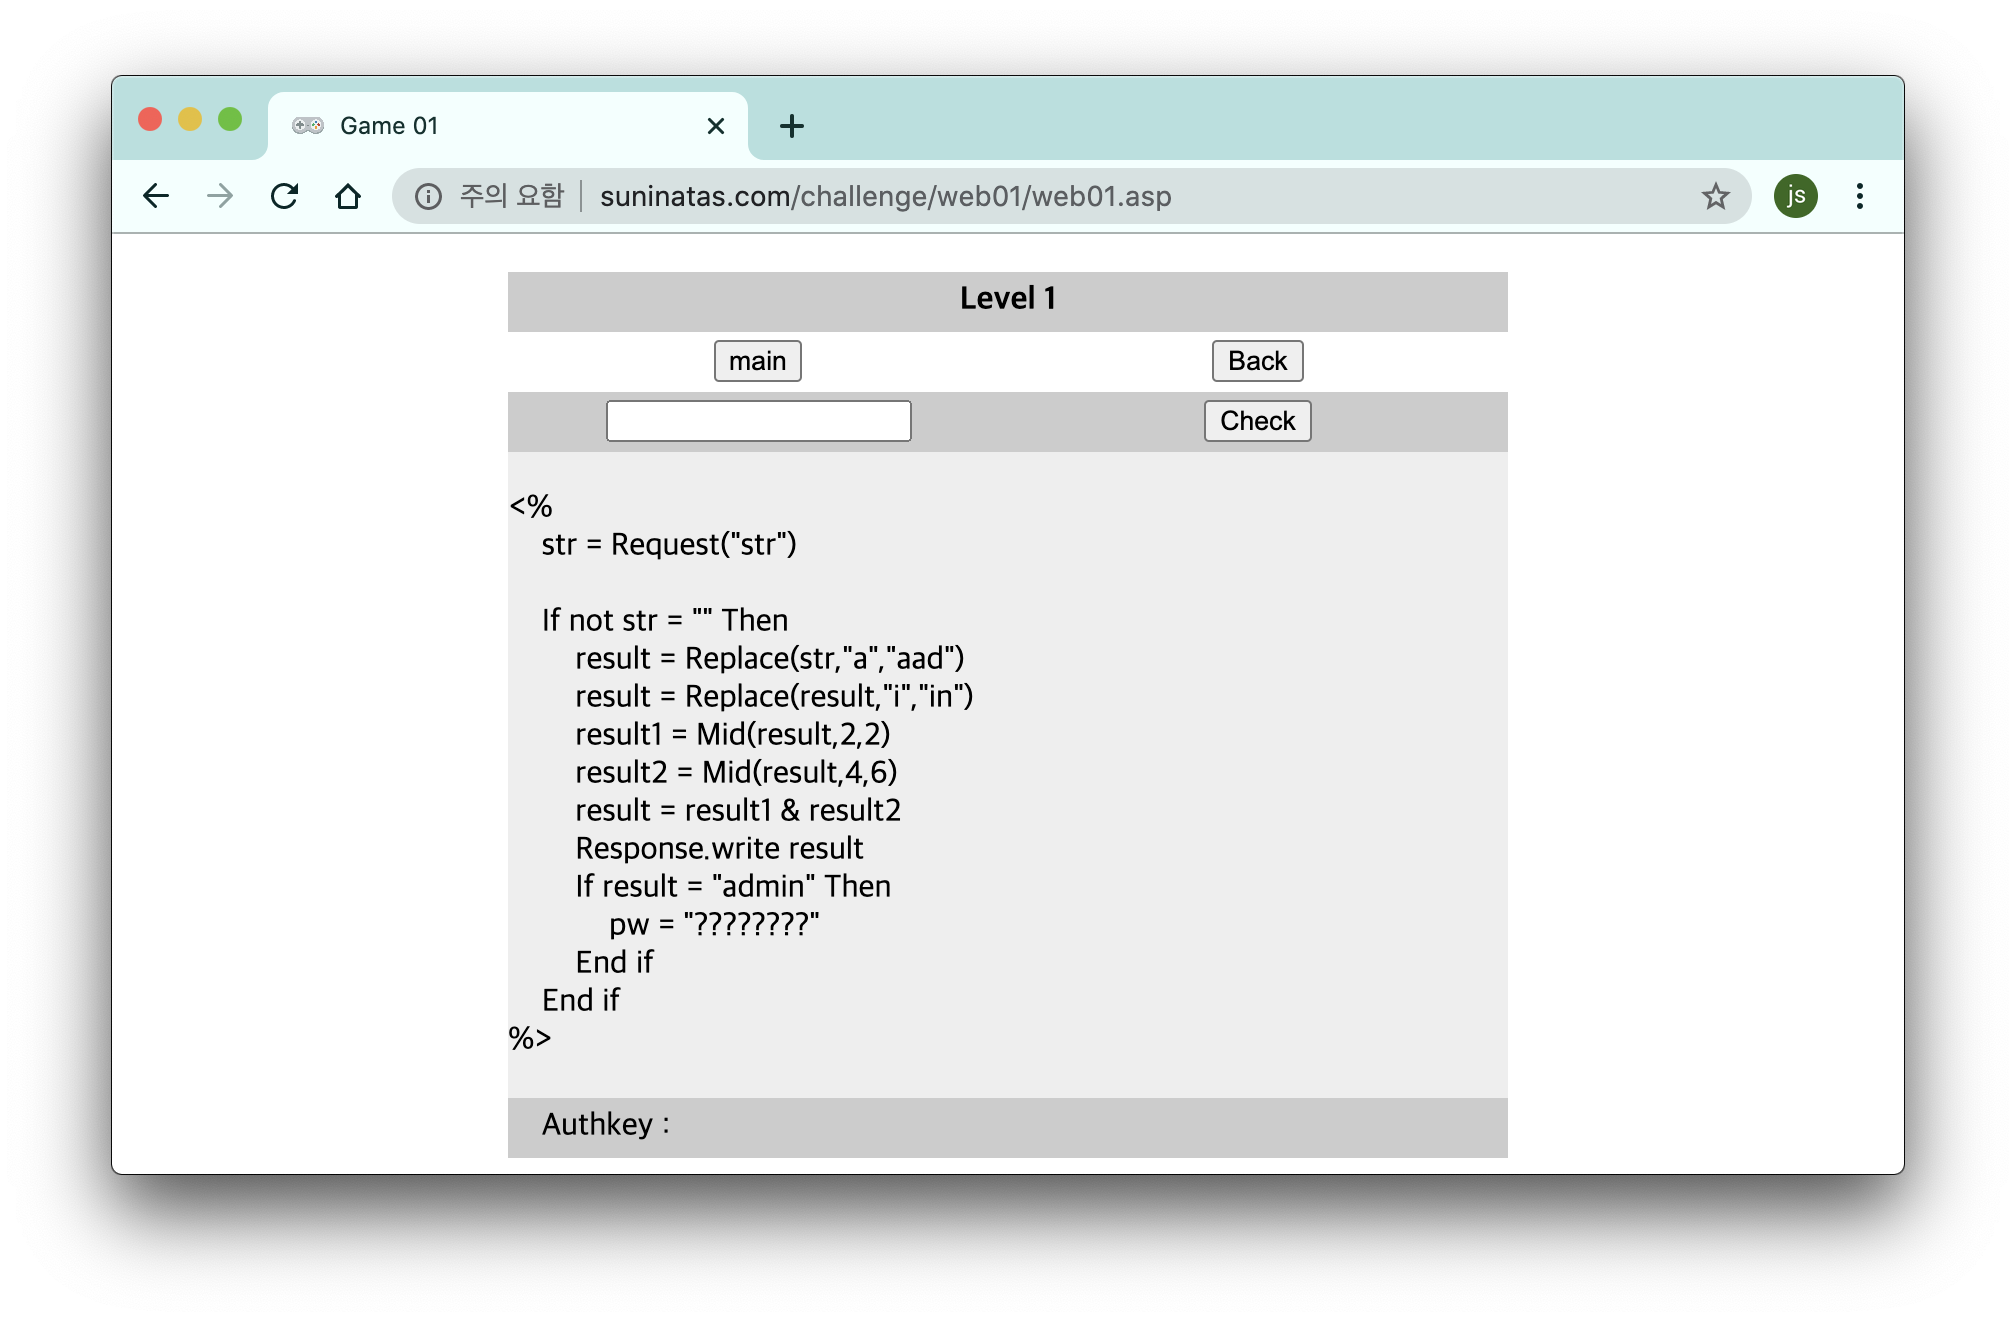 Game 01
주의 요함 suninatas.com/challenge/web01/web01.asp
js
Level 1
main Back
Check
<%
str = Request("str")
If not str = "" Then
result = Replace(str,"a","aad")
result = Replace(result,"i","in")
result1 = Mid(result,2,2)
result2 = Mid(result,4,6)
result = result1 & result2
Response.write result
If result = "admin" Then
pw = "????????"
End if
End if
%>
Authkey :